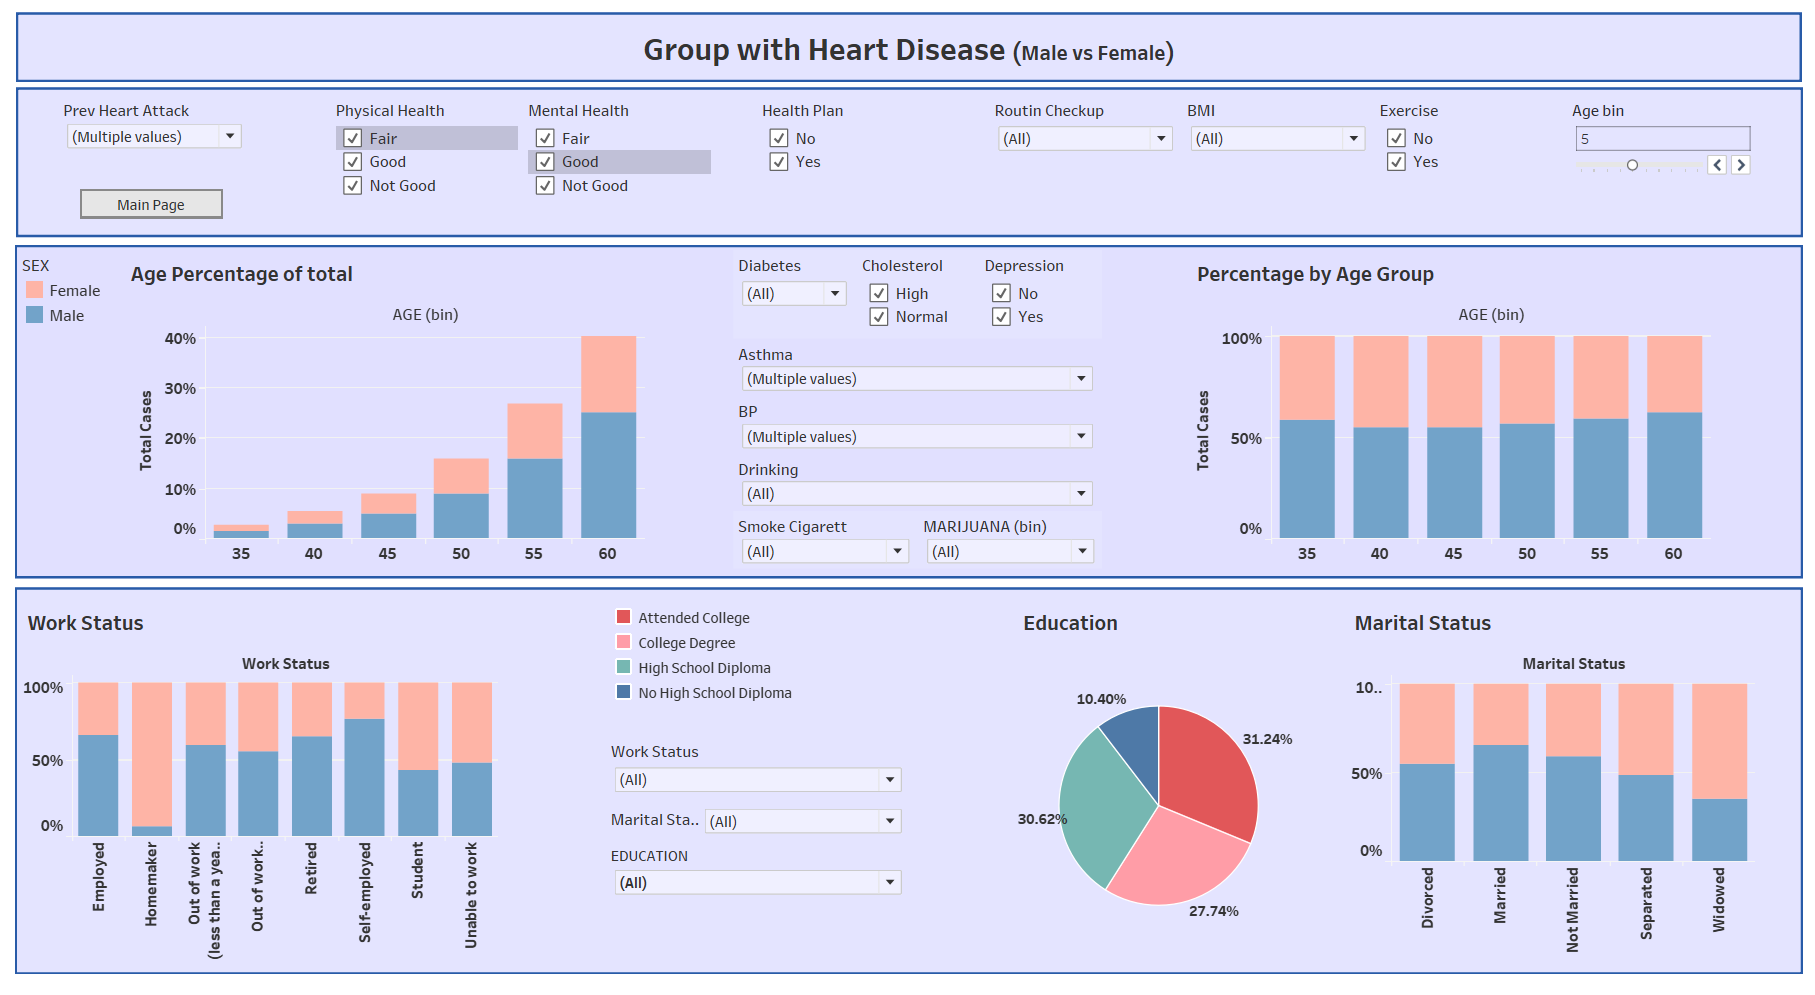 Group with Heart Disease (Male vs Female)
Prev Heart Attack
(Multiple values)
Main Page
Physical Health
Fair
Good
Not Good
Mental Health
Fair
Good
Not Good
Health Plan
No
Yes
Routin Checkup
(All)
BMI
(All)
Exercise
No
Yes
Age bin
5
SEX
Female
Male
Age Percentage of total
AGE (bin)
Total Cases
40%
30%
20%
10%
0%
35 40 45 50 55 60
Diabetes
(All)
Cholesterol
High
Normal
Depression
No
Yes
Asthma
(Multiple values)
BP
(Multiple values)
Drinking
(All)
Smoke Cigarett
(All)
MARIJUANA (bin)
(All)
Percentage by Age Group
AGE (bin)
Total Cases
100%
50%
0%
35 40 45 50 55 60
Work Status
Work Status
100%
50%
0%
Employed
Homemaker
Out of work
(less than a yea..
Out of work..
Retired
Self-employed
Student
Unable to work
Attended College
College Degree
High School Diploma
No High School Diploma
Work Status
(All)
Marital Sta.. (All)
EDUCATION
(All)
Education
10.40%
31.24%
30.62%
27.74%
Marital Status
Marital Status
10..
50%
0%
Divorced
Married
Not Married
Separated
Widowed